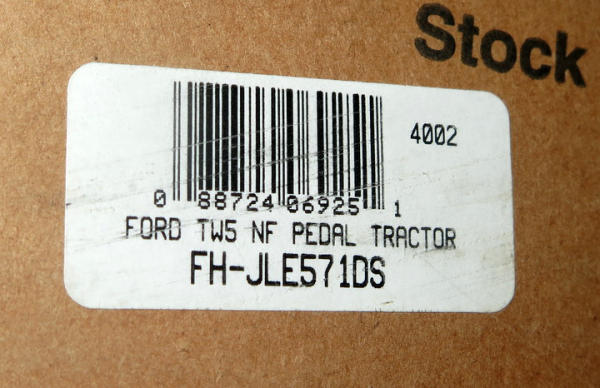 Stock
4002
0 88724 06925 1
FORD TW5 NF PEDAL TRACTOR
FH-JLE571DS